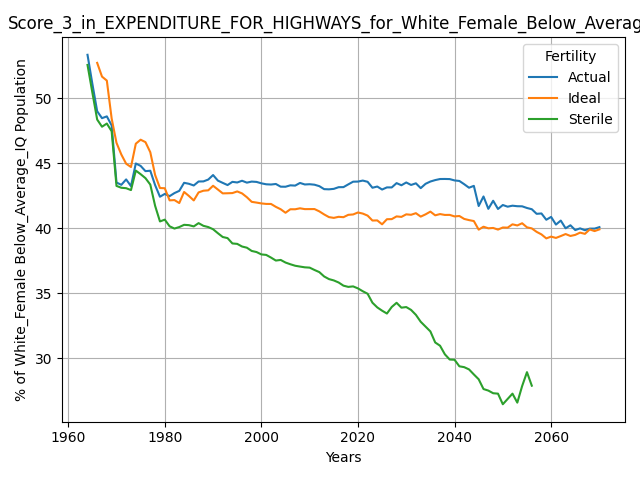 Score_3_in_EXPENDITURE_FOR_HIGHWAYS_for_White_Female_Below_Averag
Fertility
Actual
Ideal
Sterile
% of White_Female Below_Average_IQ Population
50
45
40
35
30
1960
1980
2000
2020
2040
2060
Years